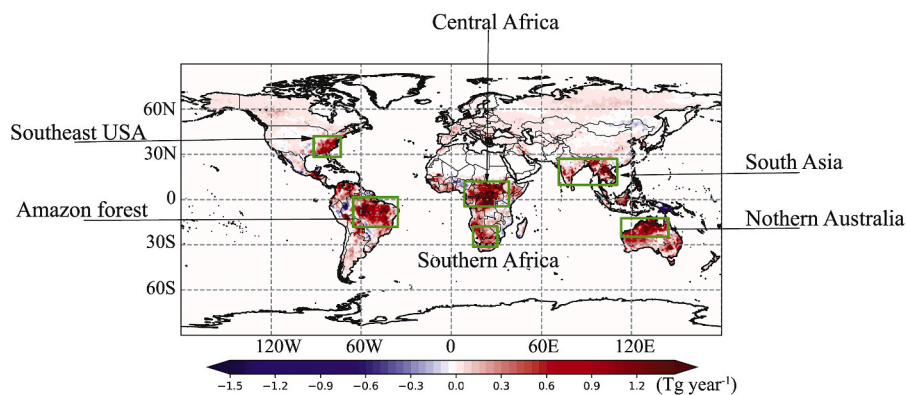 Central Africa
60N
Southeast USA
30N
South Asia
0
Amazon forest
Nothern Australia
30S
Southern Africa
60S
120W 60W 0 60E 120E
−1.5 −1.2 −0.9 −0.6 −0.3 0.0 0.3 0.6 0.9 1.2 (Tg year⁻¹)